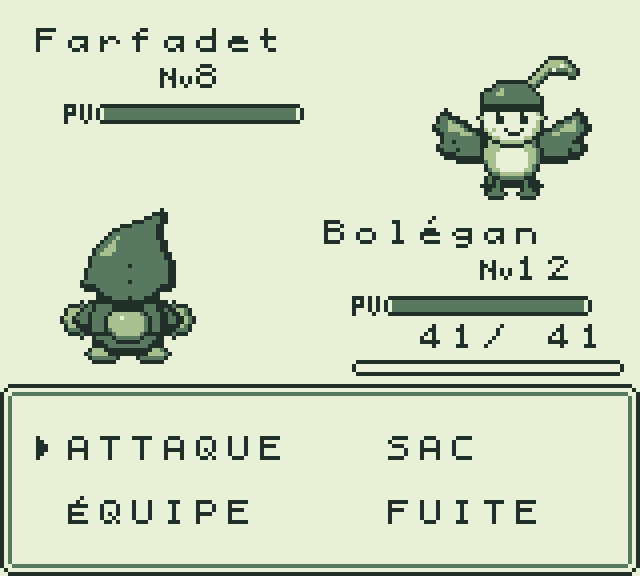 Farfadet
Nv8
PV
Bolégan
Nv12
PV
41/ 41
ATTAQUE SAC
ÉQUIPE FUITE